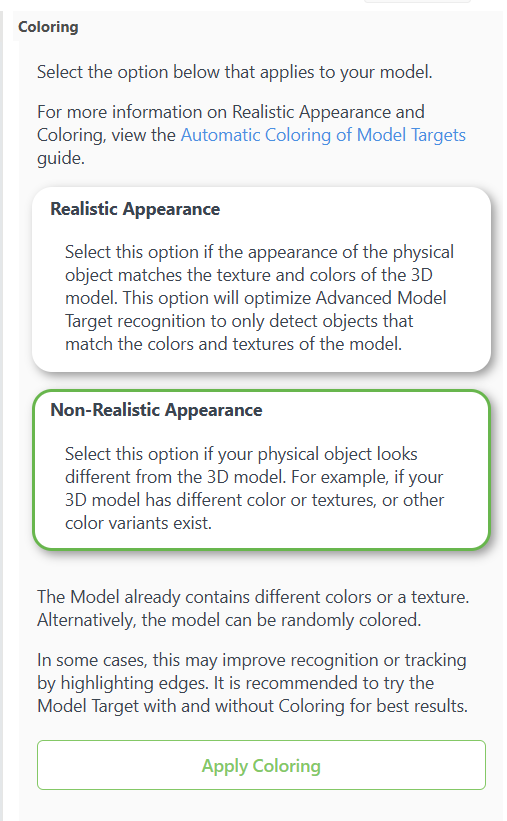 Coloring
Select the option below that applies to your model.
For more information on Realistic Appearance and
Coloring, view the Automatic Coloring of Model Targets
guide.
Realistic Appearance
Select this option if the appearance of the physical
object matches the texture and colors of the 3D
model. This option will optimize Advanced Model
Target recognition to only detect objects that
match the colors and textures of the model.
Non-Realistic Appearance
Select this option if your physical object looks
different from the 3D model. For example, if your
3D model has different color or textures, or other
color variants exist.
The Model already contains different colors or a texture.
Alternatively, the model can be randomly colored.
In some cases, this may improve recognition or tracking
by highlighting edges. It is recommended to try the
Model Target with and without Coloring for best results.
Apply Coloring